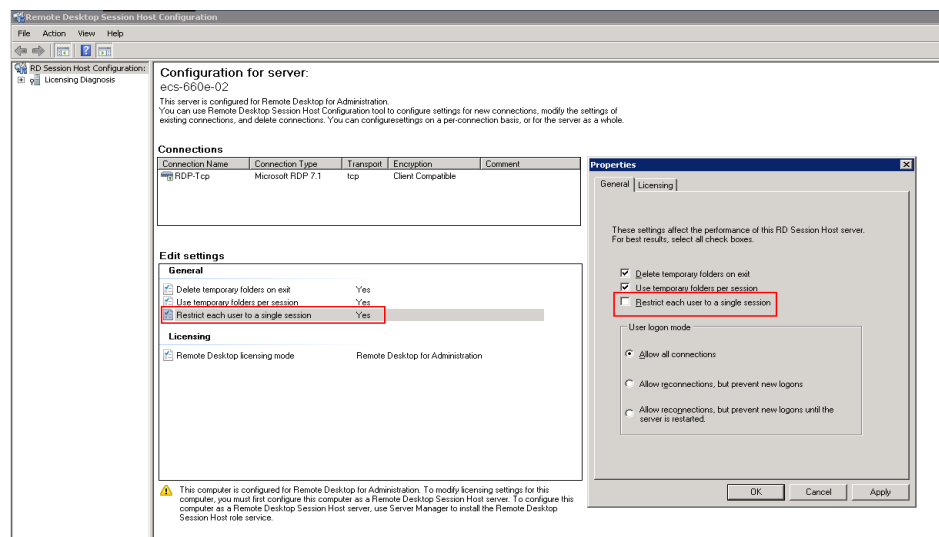 Remote Desktop Session Host Configuration
File Action View Help
RD Session Host Configuration:
Licensing Diagnosis
Configuration for server:
ecs-660e-02
This server is configured for Remote Desktop for Administration.
You can use Remote Desktop Session Host Configuration tool to configure settings for new connections, modify the settings of
existing connections, and delete connections. You can configuresettings on a per-connection basis, or for the server as a whole.
Connections
Connection Name Connection Type Transport Encryption Comment
RDP-Tcp Microsoft RDP 7.1 tcp Client Compatible
Edit settings
General
Delete temporary folders on exit Yes
Use temporary folders per session Yes
Restrict each user to a single session Yes
Licensing
Remote Desktop licensing mode Remote Desktop for Administration
This computer is configured for Remote Desktop for Administration. To modify licensing settings for this
computer, you must first configure this computer as a Remote Desktop Session Host server. To configure this
computer as a Remote Desktop Session Host server, use Server Manager to install the Remote Desktop
Session Host role service.
Properties
General Licensing
These settings affect the performance of this RD Session Host server.
For best results, select all check boxes.
Delete temporary folders on exit
Use temporary folders per session
Restrict each user to a single session
User logon mode
Allow all connections
Allow reconnections, but prevent new logons
Allow reconnections, but prevent new logons until the
server is restarted.
OK Cancel Apply